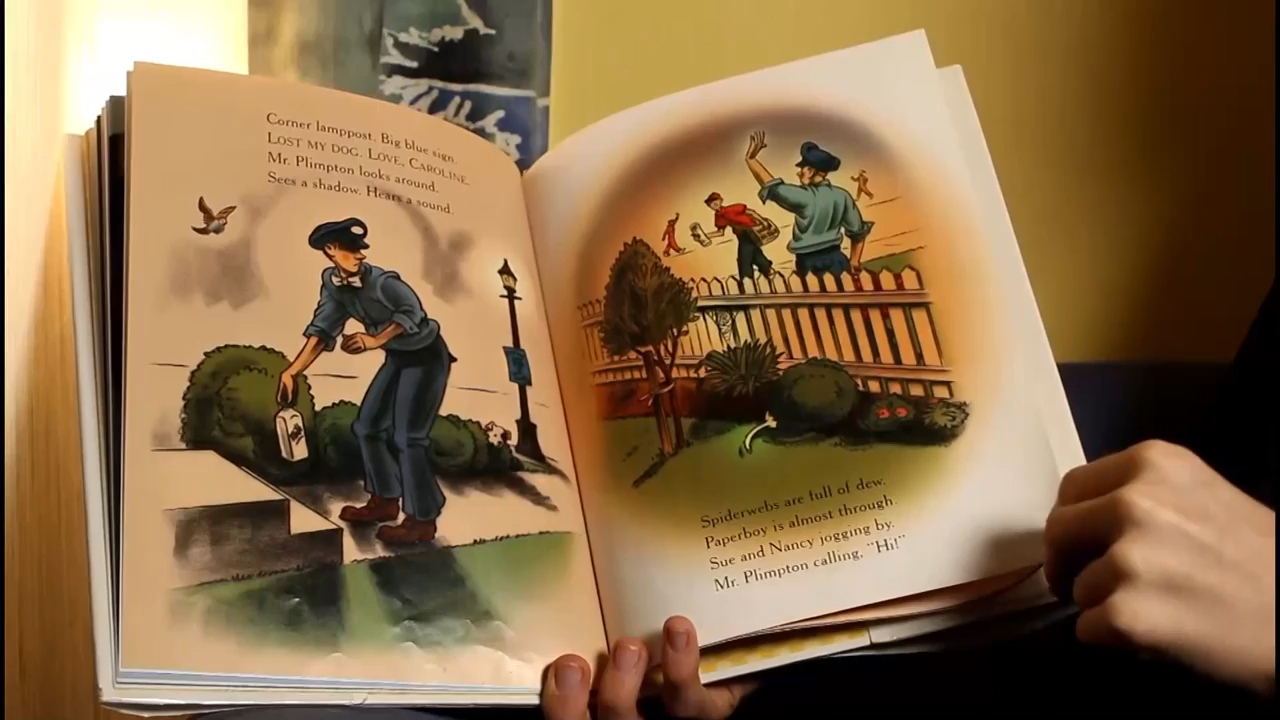 Corner lamppost. Big blue sign.
LOST MY DOG. LOVE, CAROLINE.
Mr. Plimpton looks around.
Sees a shadow. Hears a sound.
Spiderwebs are full of dew.
Paperboy is almost through.
Sue and Nancy jogging by.
Mr. Plimpton calling, "Hi!"